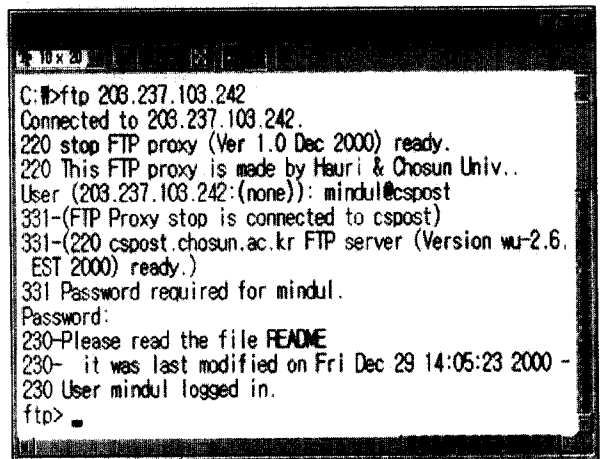 10 x 20
C:₩>ftp 203.237.103.242
Connected to 203.237.103.242.
220 stop FTP proxy (Ver 1.0 Dec 2000) ready.
220 This FTP proxy is made by Hauri & Chosun Univ..
User (203.237.103.242:(none)): mindul@cspost
331-(FTP Proxy stop is connected to cspost)
331-(220 cspost.chosun.ac.kr FTP server (Version wu-2.6.
EST 2000) ready.)
331 Password required for mindul.
Password:
230-Please read the file README
230-  it was last modified on Fri Dec 29 14:05:23 2000 -
230 User mindul logged in.
ftp> _